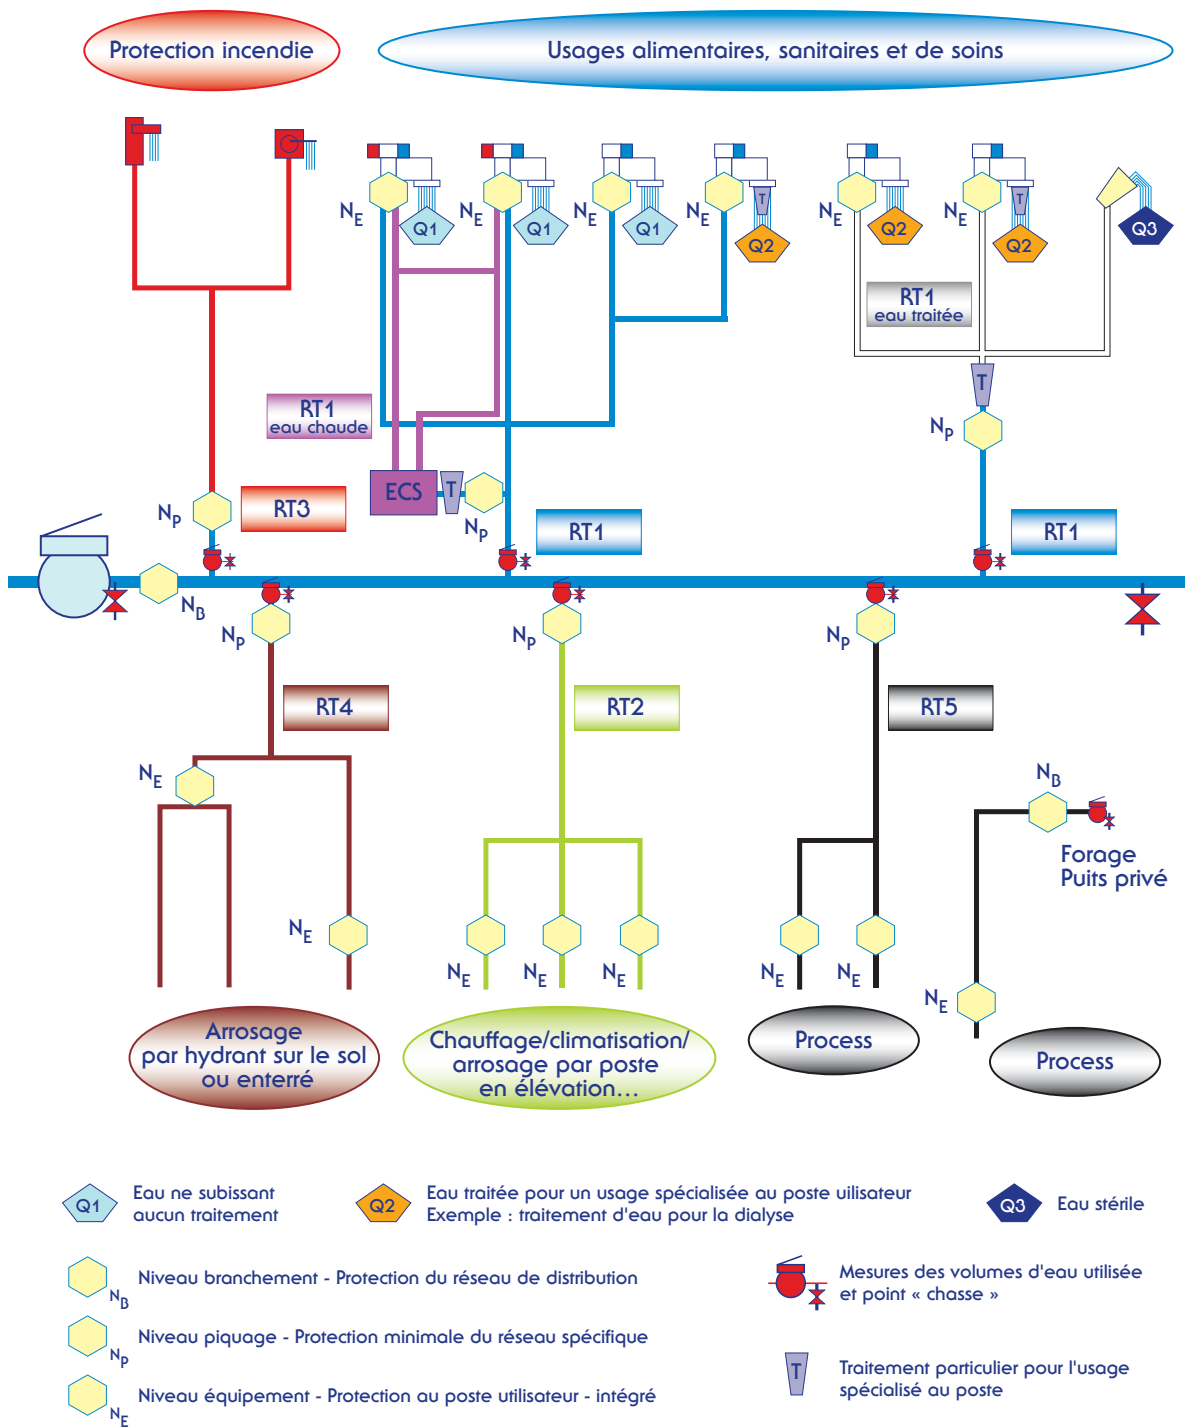 Protection incendie
Usages alimentaires, sanitaires et de soins
NE
NE
NE
NE
NE
NE
T
T
Q1
Q1
Q1
Q2
Q2
Q2
Q3
RT1
eau traitée
T
NP
RT1
eau chaude
ECS
T
NP
NP
RT3
RT1
RT1
NB
NP
NP
NP
RT4
RT2
RT5
NE
NB
Forage
Puits privé
NE
NE
NE
NE
NE
NE
NE
Arrosage
par hydrant sur le sol
ou enterré
Chauffage/climatisation/
arrosage par poste
en élévation...
Process
Process
Q1
Eau ne subissant
aucun traitement
Q2
Eau traitée pour un usage spécialisée au poste uilisateur
Exemple : traitement d'eau pour la dialyse
Q3
Eau stérile
NB
Niveau branchement - Protection du réseau de distribution
Mesures des volumes d'eau utilisée
et point « chasse »
NP
Niveau piquage - Protection minimale du réseau spécifique
NE
Niveau équipement - Protection au poste utilisateur - intégré
T
Traitement particulier pour l'usage
spécialisé au poste